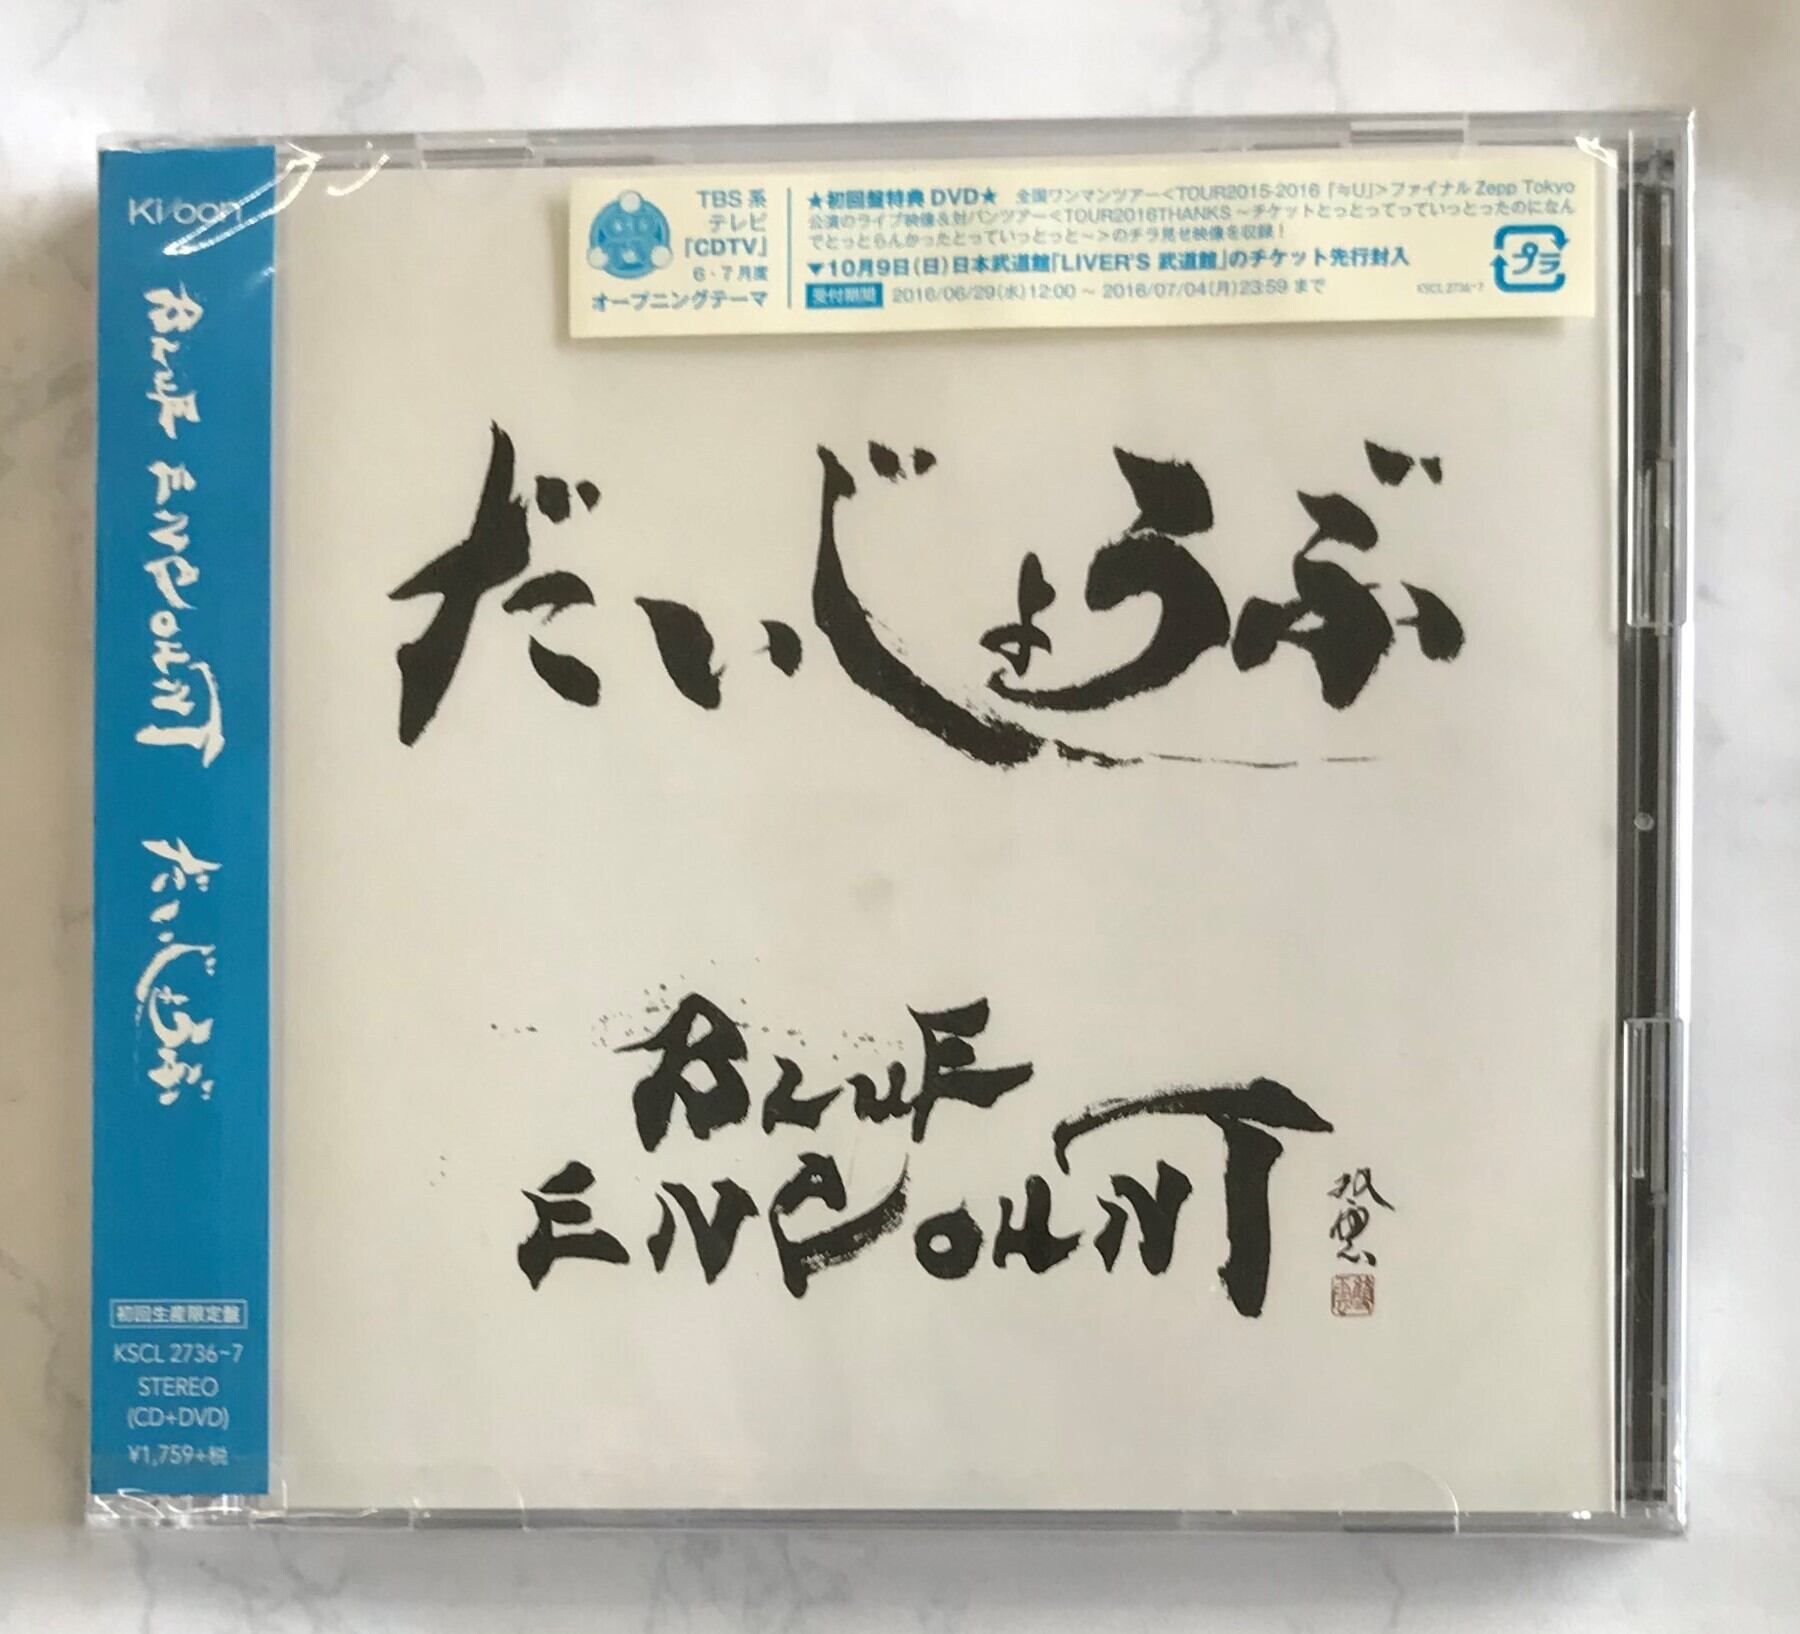 Ki/oon
BLUE ENCOUNT だいじょうぶ
初回生産限定盤
KSCL 2736~7
STEREO
(CD+DVD)
¥1,759+税
TBS系
テレビ
「CDTV」
6・7月度
オープニングテーマ
★初回盤特典 DVD★ 全国ワンマンツアー<TOUR2015-2016「≒U」>ファイナル Zepp Tokyo
公演のライブ映像&対バンツアー<TOUR2016THANKS ~チケットとっとってっていっとったのになん
でとっとらんかったとっていっとっと~>のチラ見せ映像を収録!
▼10月9日(日)日本武道館「LIVER'S 武道館」のチケット先行封入
受付期間 2016/06/29(水)12:00 ~ 2016/07/04(月)23:59 まで
プラ
KSCL 2736~7
だいじょうぶ
BLUE
ENCOUNT